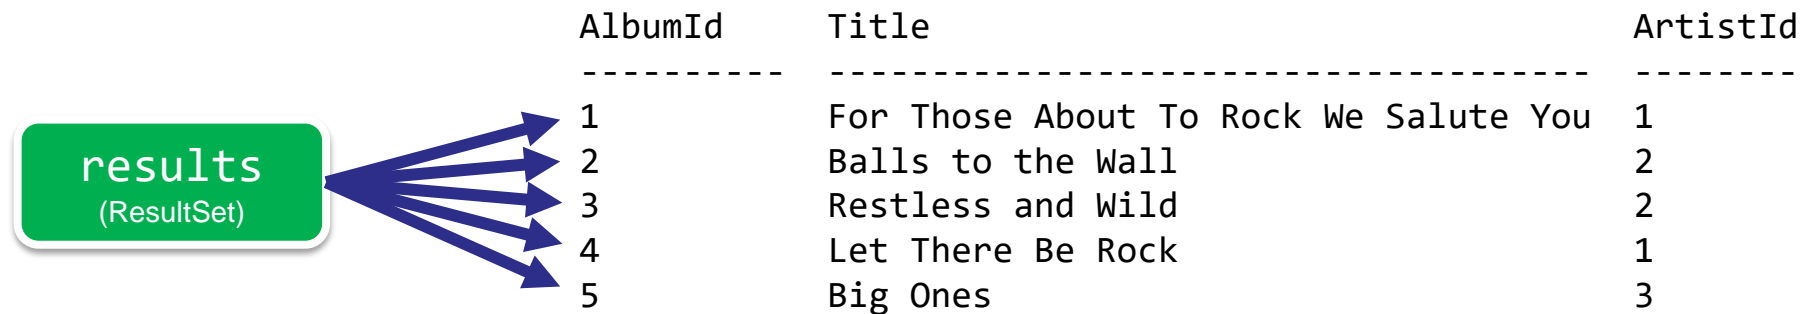 AlbumId Title ArtistId
---------- ------------------------------------- --------
1 For Those About To Rock We Salute You 1
2 Balls to the Wall 2
3 Restless and Wild 2
4 Let There Be Rock 1
5 Big Ones 3
results
(ResultSet)